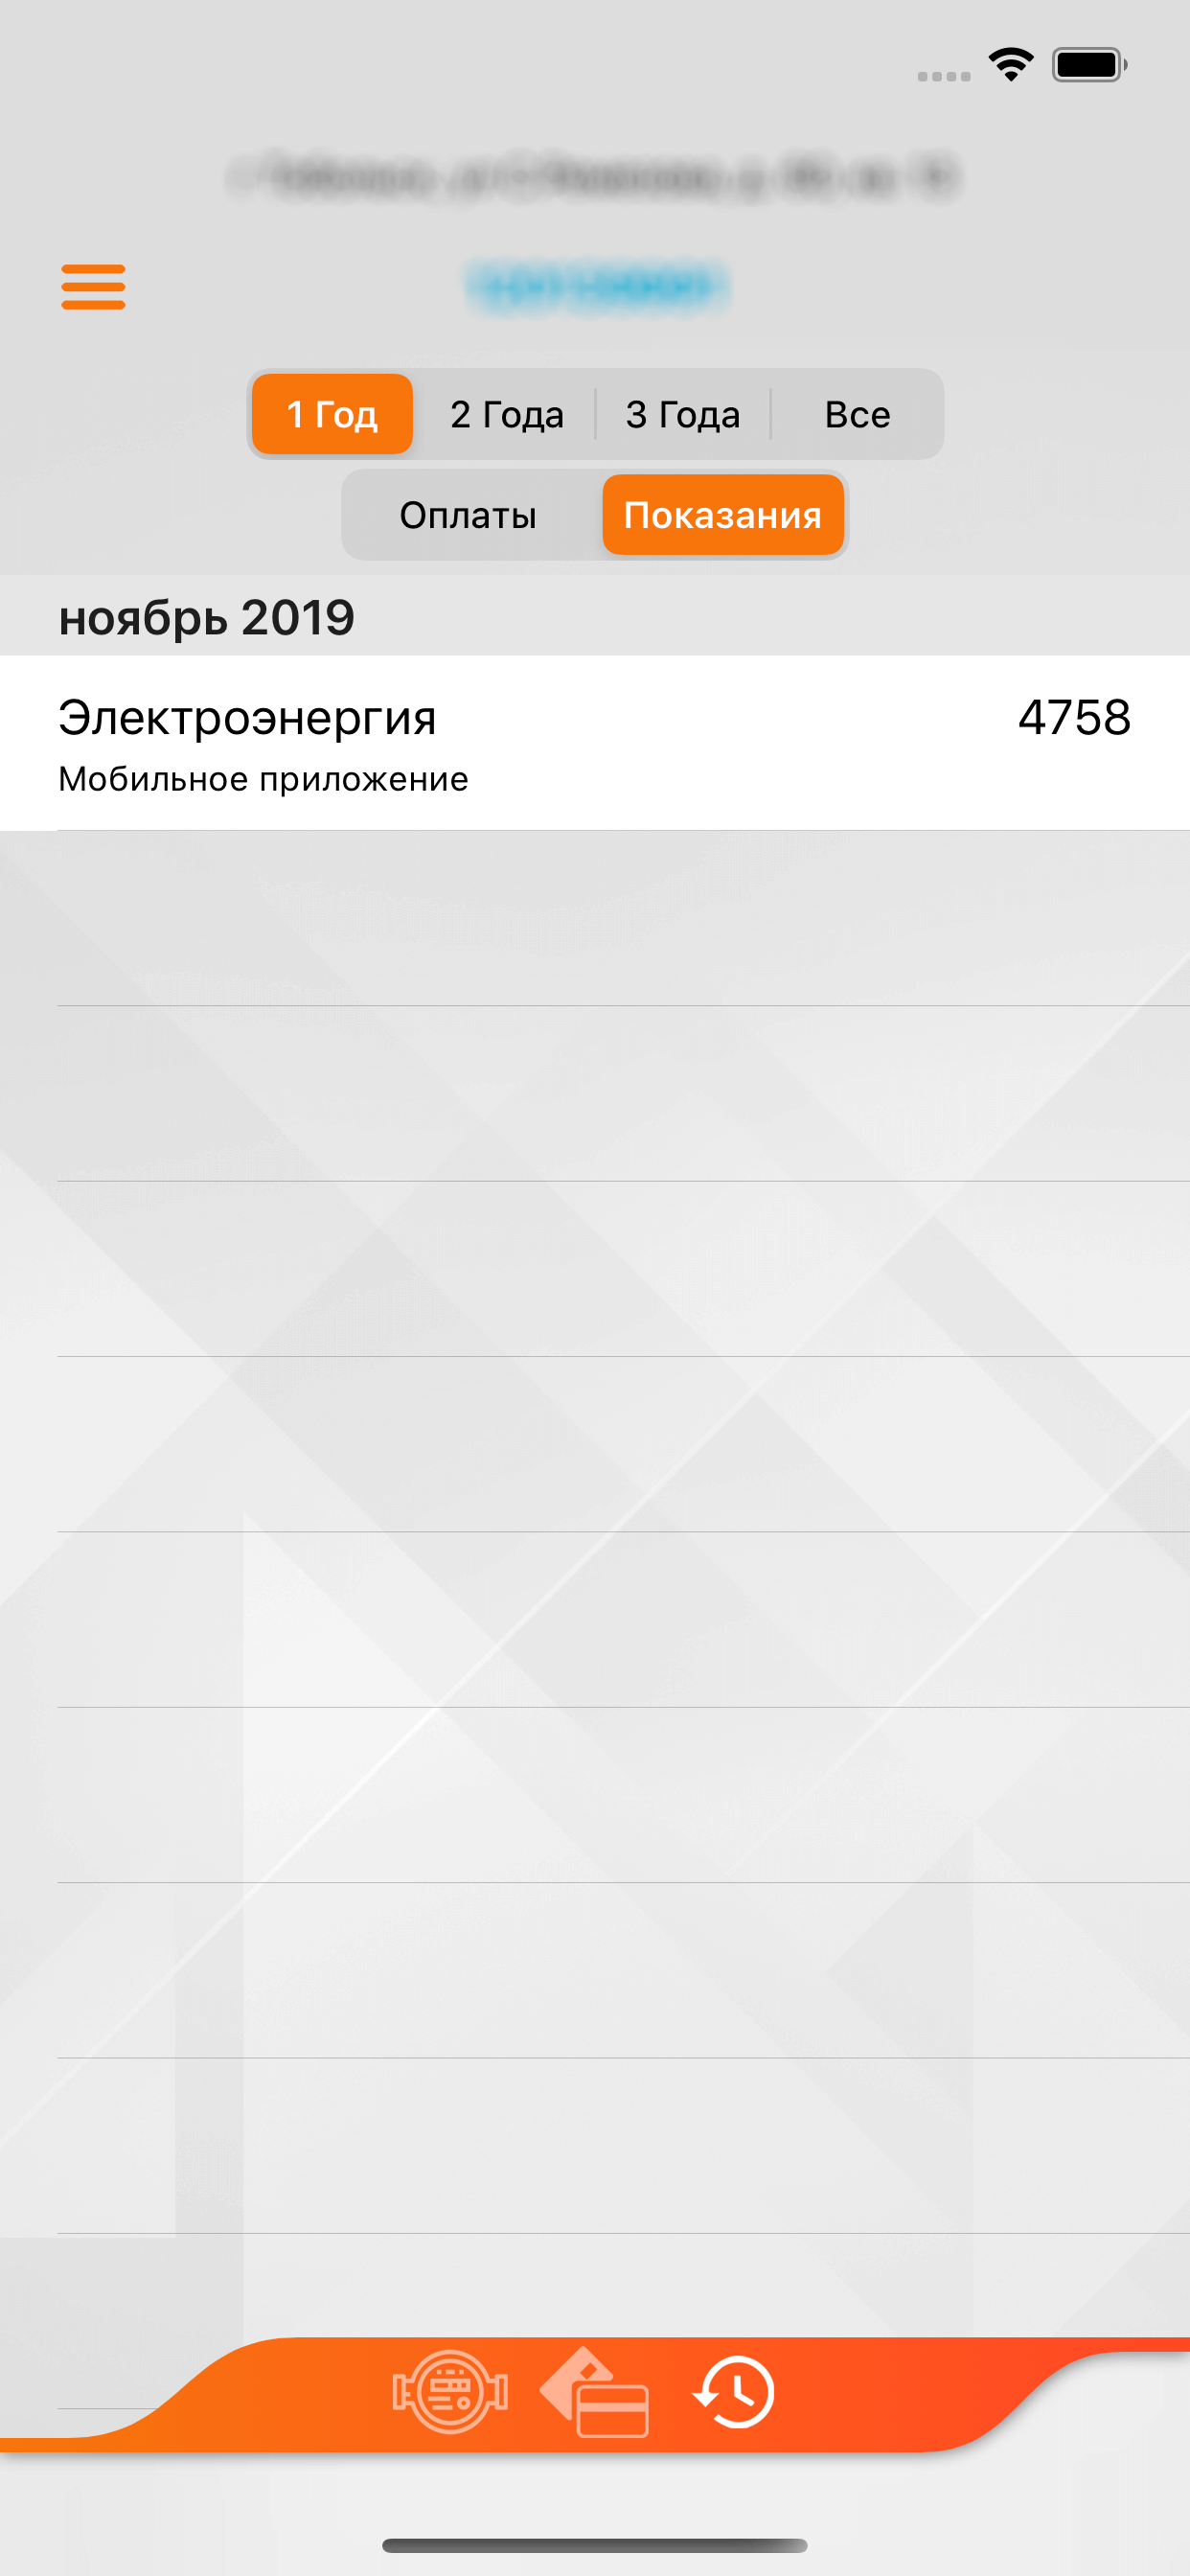 1 Год 2 Года 3 Года Все
Оплаты Показания
ноябрь 2019
Электроэнергия 4758
Мобильное приложение